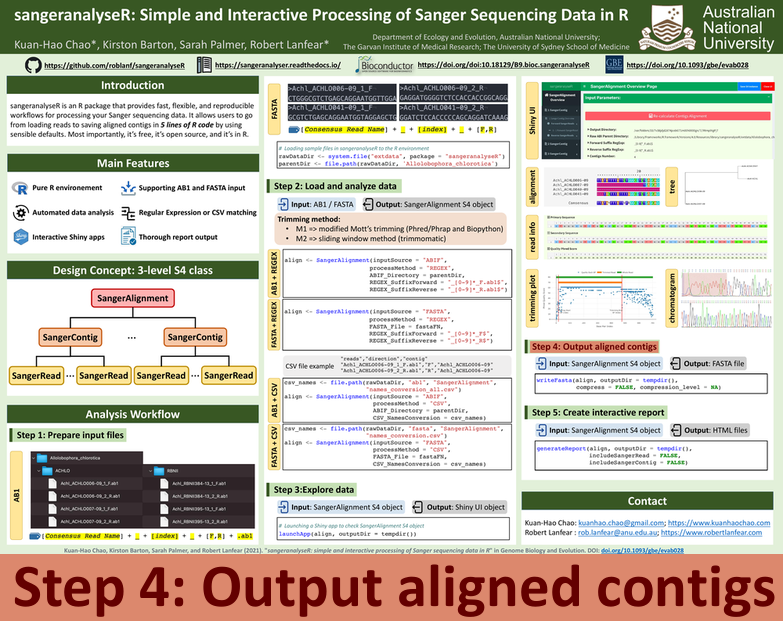 sangeranalyseR: Simple and Interactive Processing of Sanger Sequencing Data in R
Kuan-Hao Chao*, Kirston Barton, Sarah Palmer, Robert Lanfear*
Department of Ecology and Evolution, Australian National University;
The Garvan Institute of Medical Research; The University of Sydney School of Medicine
Australian
National
University
https://github.com/roblanf/sangeranalyseR
https://sangeranalyser.readthedocs.io/
Bioconductor
https://doi.org/doi:10.18129/B9.bioc.sangeranalyseR
GBE
https://doi.org/10.1093/gbe/evab028
Introduction
sangeranalyseR is an R package that provides fast, flexible, and reproducible
workflows for processing your Sanger sequencing data. It allows users to go
from loading reads to saving aligned contigs in 5 lines of R code by using
sensible defaults. Most importantly, it's free, it's open source, and it's in R.
Main Features
Pure R environement
Supporting AB1 and FASTA input
Automated data analysis
Regular Expression or CSV matching
Interactive Shiny apps
Thorough report output
Design Concept: 3-level S4 class
SangerAlignment
SangerContig
...
SangerContig
SangerRead
...
SangerRead
SangerRead
...
SangerRead
Analysis Workflow
Step 1: Prepare input files
AB1
Allolobophora_chlorotica
ACHLO
RBNII
Achl_ACHLO006-09_1_F.ab1
Achl_RBNII384-13_1_F.ab1
Achl_ACHLO006-09_2_R.ab1
Achl_RBNII384-13_2_R.ab1
Achl_ACHLO007-09_1_F.ab1
Achl_RBNII395-13_1_F.ab1
Achl_ACHLO007-09_2_R.ab1
Achl_RBNII395-13_2_R.ab1
[Consensus Read Name] + _ + [index] + _ + [F,R] + .ab1
FASTA
>Achl_ACHLO006-09_1_F
>Achl_ACHLO006-09_2_R
CTGGGCGTCTGAGCAGGAATGGTTGGAG
GAGGATGGGGTCTCCACCACCGGCAGG
>Achl_ACHLO041-09_1_F
>Achl_ACHLO041-09_2_R
[Consensus Read Name] + _ + [index] + _ + [F,R]
# Loading sample files in sangeranalyseR to the R environment
rawDataDir <- system.file("extdata", package = "sangeranalyseR")
parentDir <- file.path(rawDataDir, 'Allolobophora_chlorotica')
Step 2: Load and analyze data
Input: AB1 / FASTA
Output: SangerAlignment S4 object
Trimming method:
• M1 => modified Mott's trimming (Phred/Phrap and Biopython)
• M2 => sliding window method (trimmomatic)
AB1 + REGEX
align <- SangerAlignment(inputSource = "ABIF",
processMethod = "REGEX",
ABIF_Directory = parentDir,
REGEX_SuffixForward = "_[0-9]*_F.ab1$",
REGEX_SuffixReverse = "_[0-9]*_R.ab1$")
FASTA + REGEX
align <- SangerAlignment(inputSource = "FASTA",
processMethod = "REGEX",
FASTA_File = fastaFN,
REGEX_SuffixForward = "_[0-9]*_F$",
REGEX_SuffixReverse = "_[0-9]*_R$")
CSV file example
"reads","direction","contig"
"Achl_ACHLO006-09_1_F.ab1","F","Achl_ACHLO006-09"
"Achl_ACHLO006-09_2_R.ab1","R","Achl_ACHLO006-09"
AB1 + CSV
csv_names <- file.path(rawDataDir, "ab1", "SangerAlignment",
"names_conversion_all.csv")
align <- SangerAlignment(inputSource = "ABIF",
processMethod = "CSV",
ABIF_Directory = parentDir,
CSV_NamesConversion = csv_names)
FASTA + CSV
csv_names <- file.path(rawDataDir, "fasta", "SangerAlignment",
"names_conversion.csv")
align <- SangerAlignment(inputSource = "FASTA",
processMethod = "CSV",
FASTA_File = fastaFN,
CSV_NamesConversion = csv_names)
Step 3:Explore data
Input: SangerAlignment S4 object
Output: Shiny UI object
# Launching a Shiny app to check SangerAlignment S4 object
launchApp(align, outputDir = tempdir())
Shiny UI
SangerAlignment Overview Page
Input Parameters:
Re-calculate Contigs Alignment
alignment
tree
read info
trimming plot
chromatogram
Step 4: Output aligned contigs
Input: SangerAlignment S4 object
Output: FASTA file
writeFasta(align, outputDir = tempdir(),
compress = FALSE, compression_level = NA)
Step 5: Create interactive report
Input: SangerAlignment S4 object
Output: HTML files
generateReport(align, outputDir = tempdir(),
includeSangerRead = FALSE,
includeSangerContig = FALSE)
Contact
Kuan-Hao Chao: kuanhao.chao@gmail.com; https://www.kuanhaochao.com
Robert Lanfear : rob.lanfear@anu.edu.au; https://www.robertlanfear.com
Kuan-Hao Chao, Kirston Barton, Sarah Palmer, and Robert Lanfear (2021). "sangeranalyseR: simple and interactive processing of Sanger sequencing data in R" in Genome Biology and Evolution. DOI: doi.org/10.1093/gbe/evab028
Step 4: Output aligned contigs